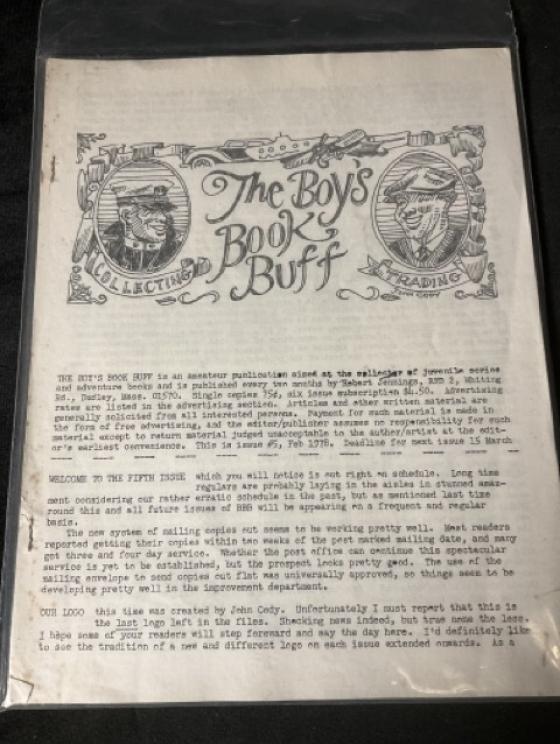 The Boy's
Book
Buff
COLLECTING
TRADING
JOHN CODY
THE BOY'S BOOK BUFF is an amateur publication aimed at the collector of juvenile series
and adventure books and is published every two months by Robert Jennings, RFD 2, Whiting
Rd., Dudley, Mass. 01570. Single copies 75¢, six issue subscription $4.50. Advertizing
rates are listed in the advertizing section. Articles and other written material are
generally solicited from all interested persons. Payment for such material is made in
the form of free advertizing, and the editor/publisher assumes no responsibility for such
material except to return material judged unacceptable to the author/artist at the edit-
or's earliest convenience. This is issue #5, Feb 1978. Deadline for next issue 15 March
WELCOME TO THE FIFTH ISSUE which you will notice is out right on schedule. Long time
regulars are probably laying in the aisles in stunned amaz-
ment considering our rather erratic schedule in the past, but as mentioned last time
round this and all future issues of BBB will be appearing on a frequent and regular
basis.
The new system of mailing copies out seems to be working pretty well. Most readers
reported getting their copies within two weeks of the post marked mailing date, and many
got three and four day service. Whether the post office can continue this spectacular
service is yet to be established, but the prospect looks pretty good. The use of the
mailing envelope to send copies out flat was universally approved, so things seem to be
developing pretty well in the improvement department.
OUR LOGO this time was created by John Cody. Unfortunately I must report that this is
the last logo left in the files. Shocking news indeed, but true none the less.
I hope some of your readers will step forward and say the day here. I'd definitely like
to see the tradition of a new and different logo on each issue extended onwards. As a